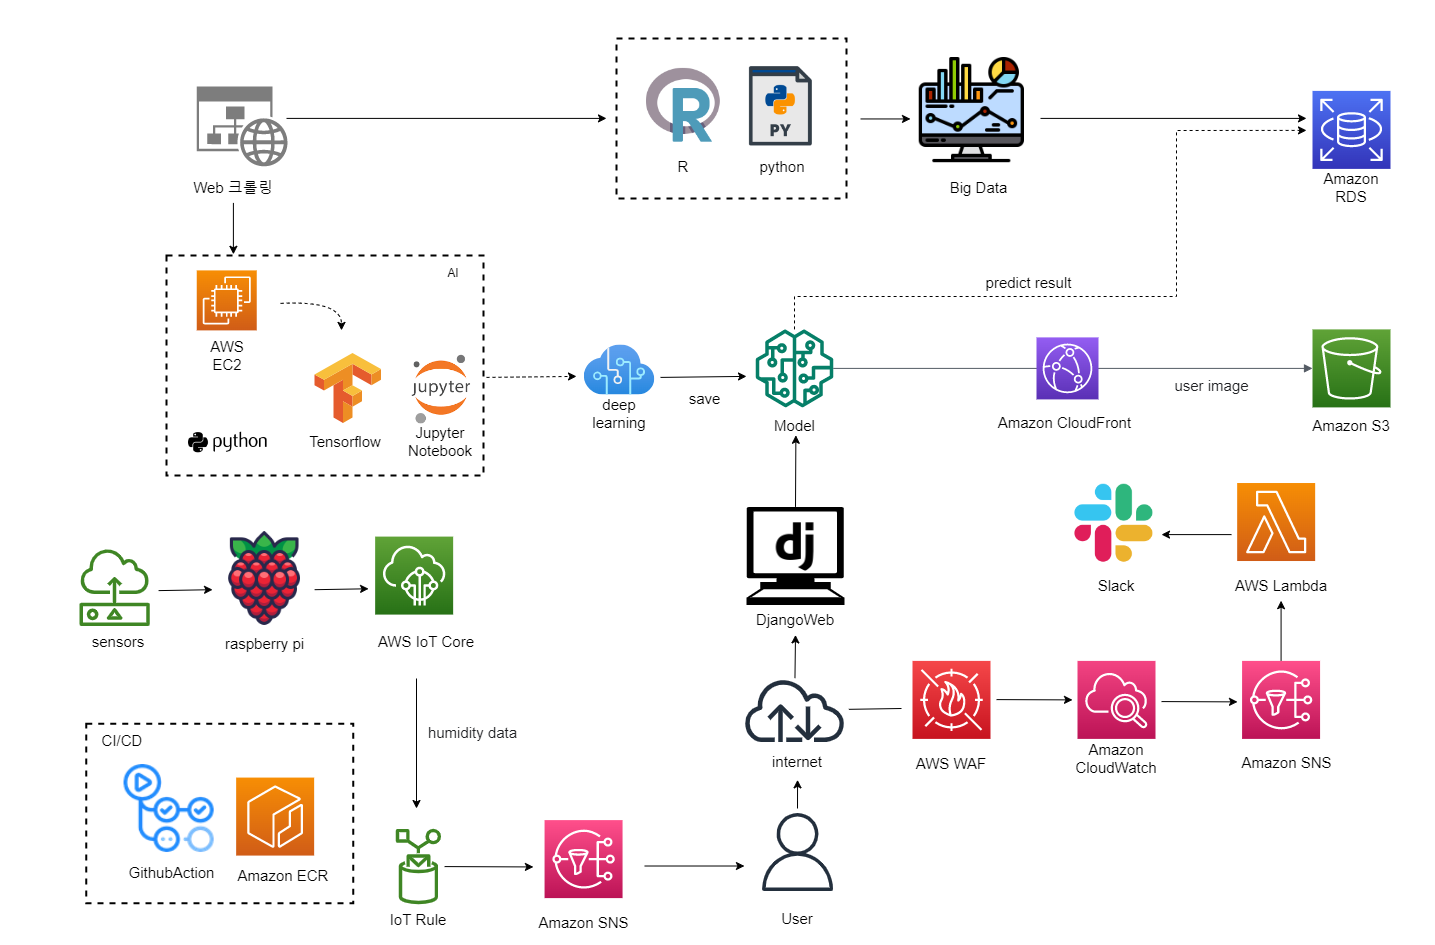 PY
R
python
Web 크롤링
Big Data
Amazon
RDS
AI
AWS
EC2
predict result
jupyter
python
Tensorflow
Jupyter
Notebook
deep
learning
save
Model
Amazon CloudFront
user image
Amazon S3
dj
DjangoWeb
Slack
AWS Lambda
sensors
raspberry pi
AWS IoT Core
humidity data
CI/CD
GithubAction
Amazon ECR
internet
AWS WAF
Amazon
CloudWatch
Amazon SNS
IoT Rule
Amazon SNS
User